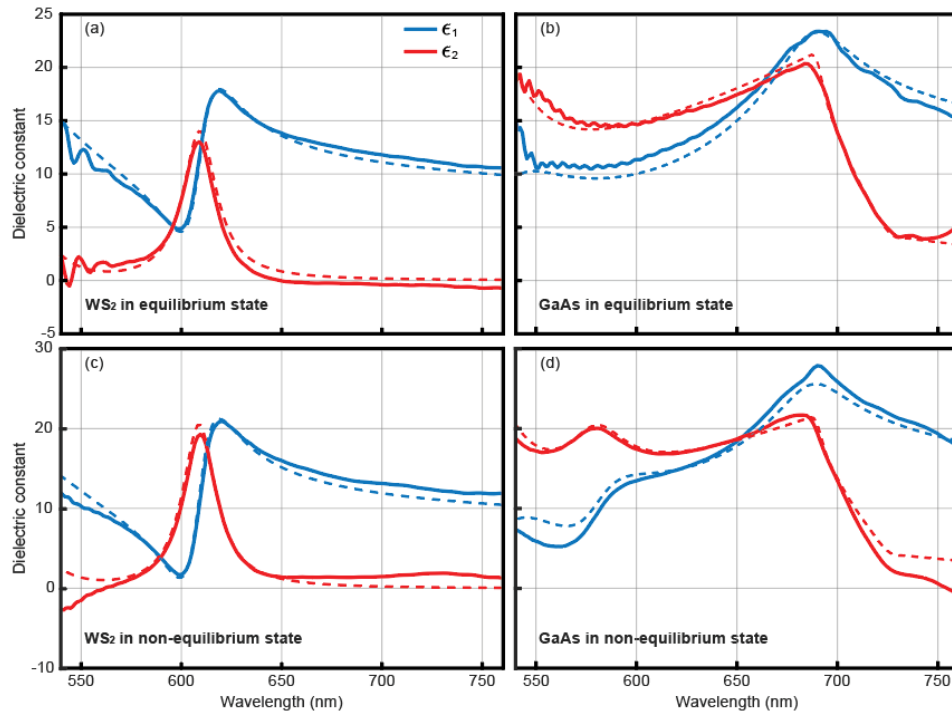 25
20
15
10
5
0
-5
Dielectric constant
(a)
ϵ₁
ϵ₂
WS₂ in equilibrium state
(b)
GaAs in equilibrium state
30
20
10
0
-10
Dielectric constant
(c)
WS₂ in non-equilibrium state
550 600 650 700 750
Wavelength (nm)
(d)
GaAs in non-equilibrium state
550 600 650 700 750
Wavelength (nm)